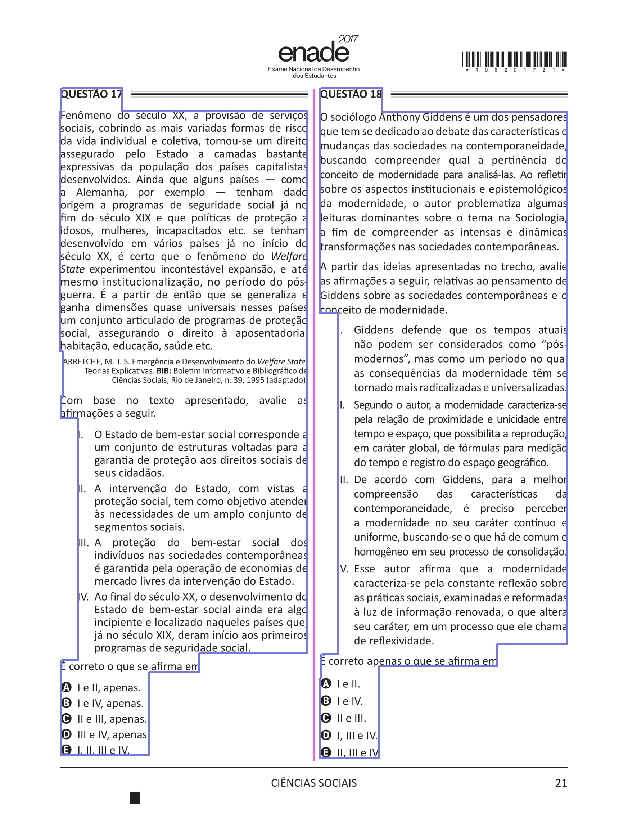 enade 2017
Exame Nacional de Desempenho
dos Estudantes
*R0820172 1*
QUESTÃO 17
Fenômeno do século XX, a provisão de serviços
sociais, cobrindo as mais variadas formas de risco
da vida individual e coletiva, tornou-se um direito
assegurado pelo Estado a camadas bastante
expressivas da população dos países capitalistas
desenvolvidos. Ainda que alguns países — como
a Alemanha, por exemplo — tenham dado
origem a programas de seguridade social já no
fim do século XIX e que políticas de proteção a
idosos, mulheres, incapacitados etc. se tenham
desenvolvido em vários países já no início do
século XX, é certo que o fenômeno do Welfare
State experimentou incontestável expansão, e até
mesmo institucionalização, no período do pós-
guerra. É a partir de então que se generaliza e
ganha dimensões quase universais nesses países
um conjunto articulado de programas de proteção
social, assegurando o direito à aposentadoria,
habitação, educação, saúde etc.
ARRETCHE, M. T. S. Emergência e Desenvolvimento do Welfare State:
Teorias Explicativas. BIB: Boletim Informativo e Bibliográfico de
Ciências Sociais, Rio de Janeiro, n. 39, 1995 (adaptado).
Com base no texto apresentado, avalie as
afirmações a seguir.
I. O Estado de bem-estar social corresponde a
um conjunto de estruturas voltadas para a
garantia de proteção aos direitos sociais de
seus cidadãos.
II. A intervenção do Estado, com vistas a
proteção social, tem como objetivo atender
às necessidades de um amplo conjunto de
segmentos sociais.
III. A proteção do bem-estar social dos
indivíduos nas sociedades contemporâneas
é garantida pela operação de economias de
mercado livres da intervenção do Estado.
IV. Ao final do século XX, o desenvolvimento do
Estado de bem-estar social ainda era algo
incipiente e localizado naqueles países que,
já no século XIX, deram início aos primeiros
programas de seguridade social.
É correto o que se afirma em
A I e II, apenas.
B I e IV, apenas.
C II e III, apenas.
D III e IV, apenas.
E I, II, III e IV.
QUESTÃO 18
O sociólogo Anthony Giddens é um dos pensadores
que tem se dedicado ao debate das características e
mudanças das sociedades na contemporaneidade,
buscando compreender qual a pertinência do
conceito de modernidade para analisá-las. Ao refletir
sobre os aspectos institucionais e epistemológicos
da modernidade, o autor problematiza algumas
leituras dominantes sobre o tema na Sociologia,
a fim de compreender as intensas e dinâmicas
transformações nas sociedades contemporâneas.
A partir das ideias apresentadas no trecho, avalie
as afirmações a seguir, relativas ao pensamento de
Giddens sobre as sociedades contemporâneas e o
conceito de modernidade.
I. Giddens defende que os tempos atuais
não podem ser considerados como “pós-
modernos”, mas como um período no qual
as consequências da modernidade têm se
tornado mais radicalizadas e universalizadas.
II. Segundo o autor, a modernidade caracteriza-se
pela relação de proximidade e unicidade entre
tempo e espaço, que possibilita a reprodução,
em caráter global, de fórmulas para medição
do tempo e registro do espaço geográfico.
III. De acordo com Giddens, para a melhor
compreensão das características da
contemporaneidade, é preciso perceber
a modernidade no seu caráter contínuo e
uniforme, buscando-se o que há de comum e
homogêneo em seu processo de consolidação.
IV. Esse autor afirma que a modernidade
caracteriza-se pela constante reflexão sobre
as práticas sociais, examinadas e reformadas
à luz de informação renovada, o que altera
seu caráter, em um processo que ele chama
de reflexividade.
É correto apenas o que se afirma em
A I e II.
B I e IV.
C II e III.
D I, III e IV.
E II, III e IV.
CIÊNCIAS SOCIAIS
21